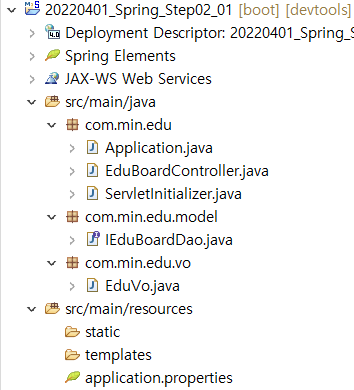 20220401_Spring_Step02_01 [boot] [devtools]
Deployment Descriptor: 20220401_Spring_S
Spring Elements
JAX-WS Web Services
src/main/java
com.min.edu
Application.java
EduBoardController.java
ServletInitializer.java
com.min.edu.model
IEduBoardDao.java
com.min.edu.vo
EduVo.java
src/main/resources
static
templates
application.properties